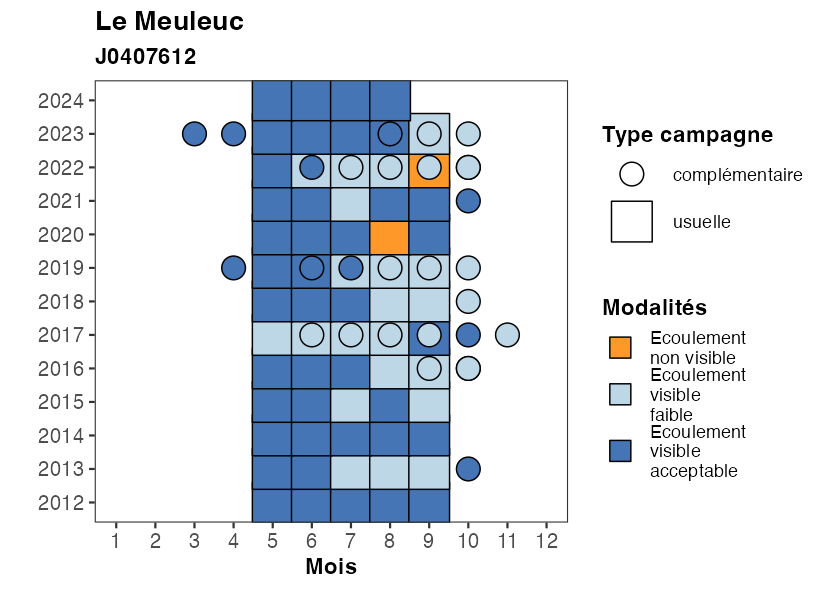 Le Meuleuc
J0407612
2024
2023
2022
2021
2020
2019
2018
2017
2016
2015
2014
2013
2012
1 2 3 4 5 6 7 8 9 10 11 12
Mois
Type campagne
complémentaire
usuelle
Modalités
Ecoulement
non visible
Ecoulement
visible
faible
Ecoulement
visible
acceptable